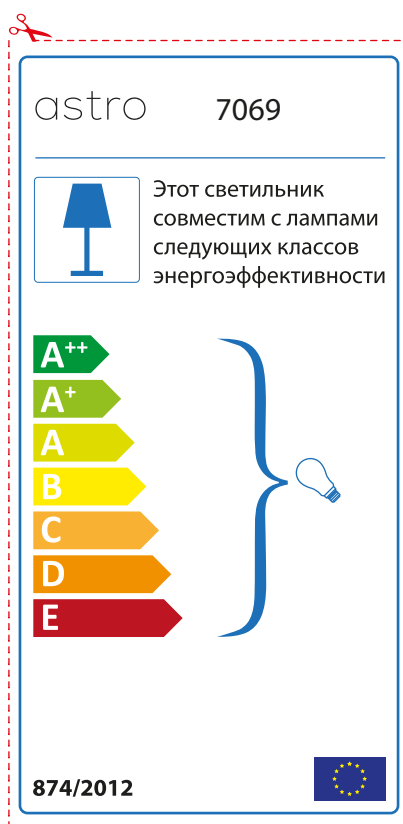 astro 7069
Этот светильник
совместим с лампами
следующих классов
энергоэффективности
A++
A+
A
B
C
D
E
874/2012